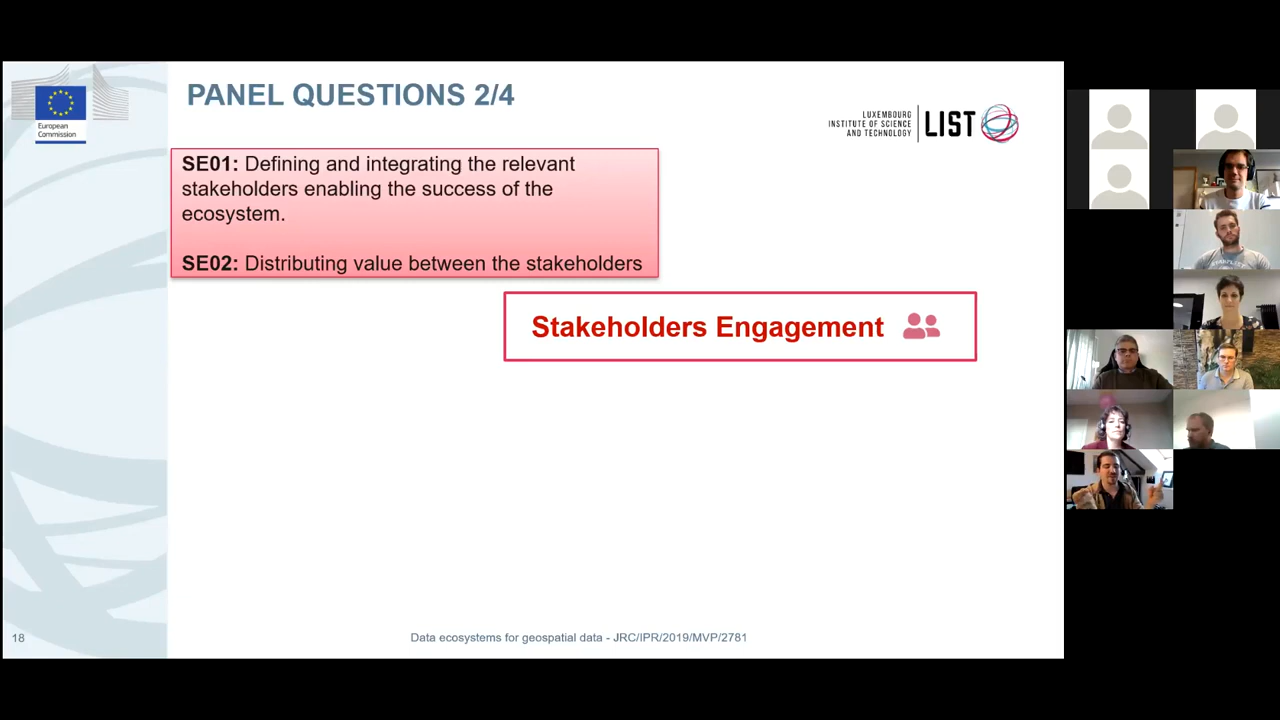 PANEL QUESTIONS 2/4
European
Commission
LUXEMBOURG
INSTITUTE OF SCIENCE
AND TECHNOLOGY
LIST
SE01: Defining and integrating the relevant
stakeholders enabling the success of the
ecosystem.
SE02: Distributing value between the stakeholders
Stakeholders Engagement
18
Data ecosystems for geospatial data - JRC/IPR/2019/MVP/2781